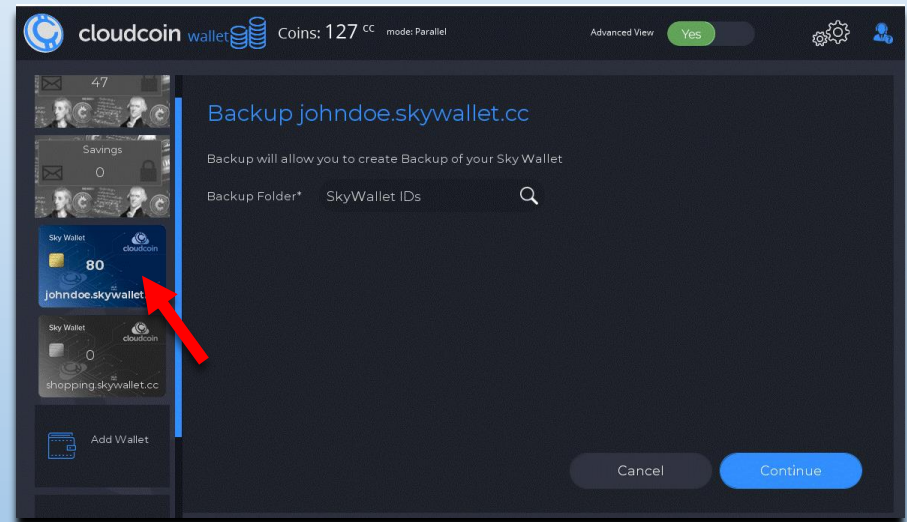 cloudcoin wallet Coins: 127 CC mode: Parallel Advanced View Yes
47
Savings
0
Sky Wallet
cloudcoin
80
johndoe.skywallet.
Sky Wallet
cloudcoin
0
shopping.skywallet.cc
Add Wallet
Backup johndoe.skywallet.cc
Backup will allow you to create Backup of your Sky Wallet
Backup Folder* SkyWallet IDs
Cancel Continue